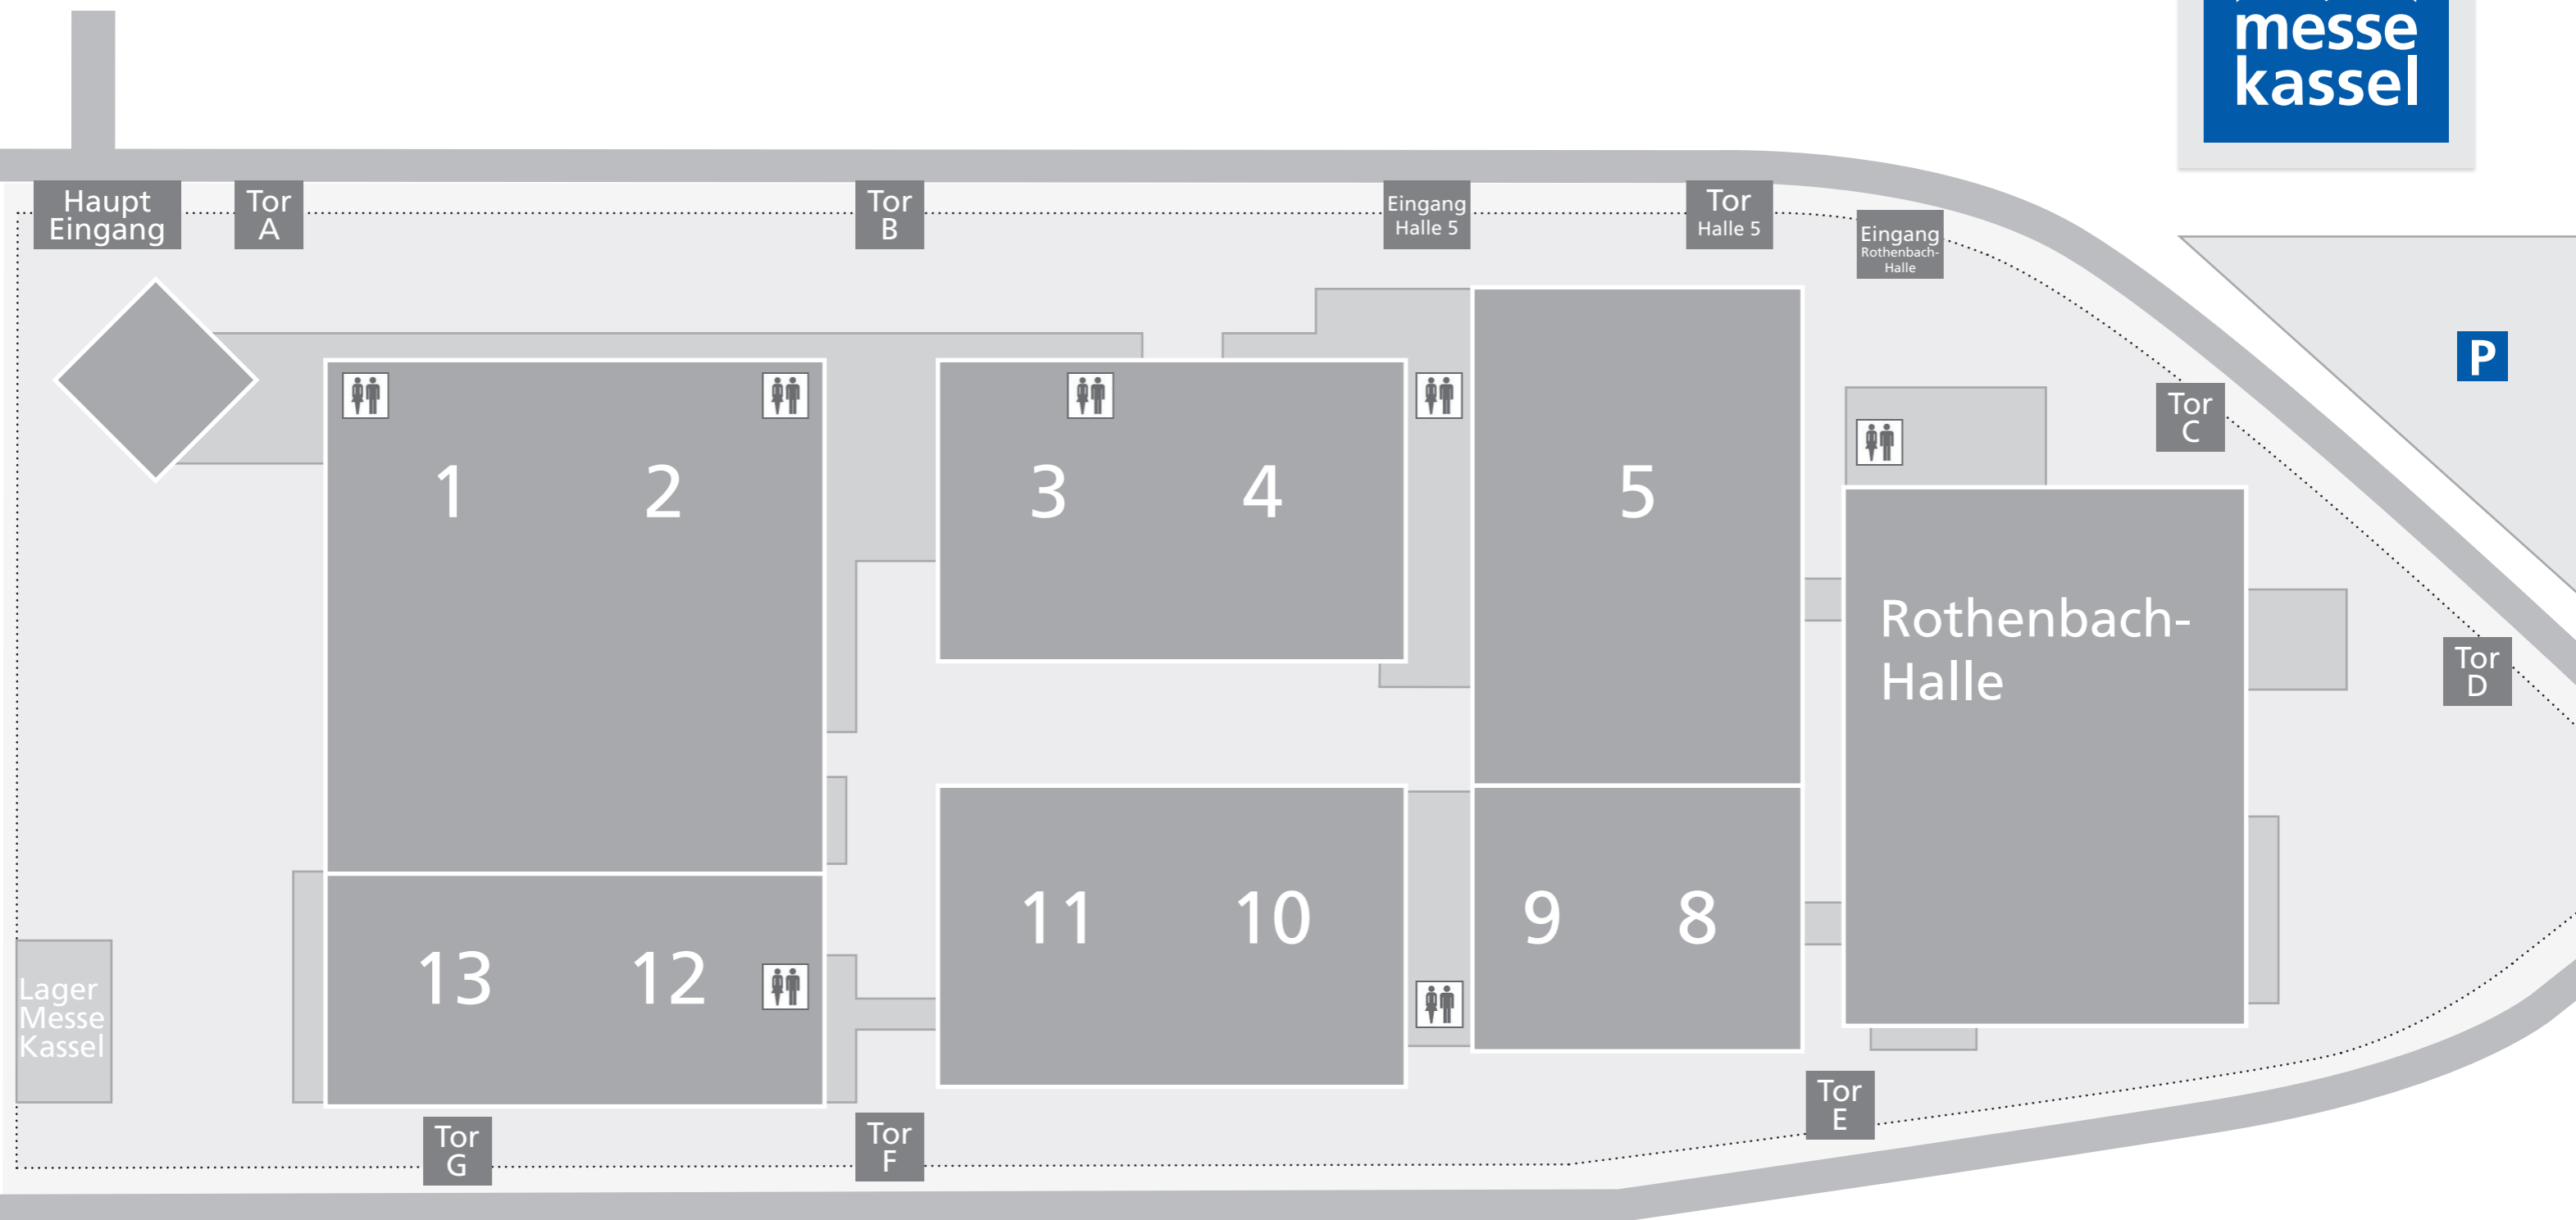 messe
kassel
Haupt
Eingang
Tor
A
Tor
B
Eingang
Halle 5
Tor
Halle 5
Eingang
Rothenbach-
Halle
P
Tor
C
1
2
3
4
5
Rothenbach-
Halle
Tor
D
11
10
9
8
13
12
Lager
Messe
Kassel
Tor
E
Tor
F
Tor
G